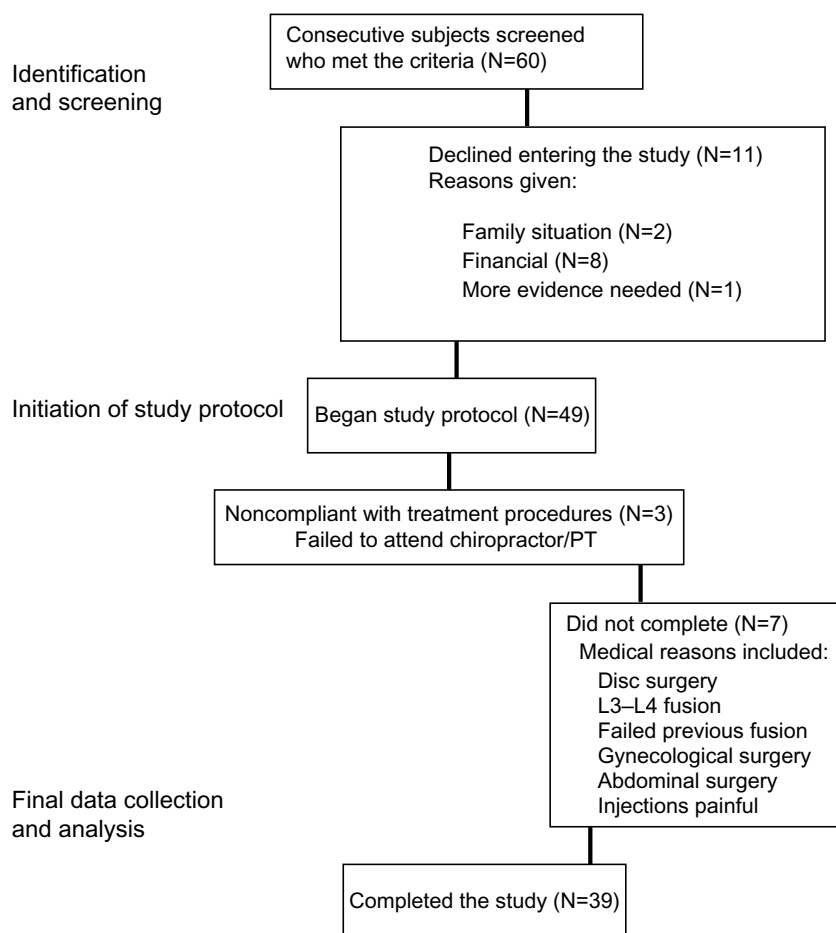 Consecutive subjects screened
who met the criteria (N=60)
Identification
and screening
Declined entering the study (N=11)
Reasons given:
Family situation (N=2)
Financial (N=8)
More evidence needed (N=1)
Initiation of study protocol
Began study protocol (N=49)
Noncompliant with treatment procedures (N=3)
Failed to attend chiropractor/PT
Did not complete (N=7)
Medical reasons included:
Disc surgery
L3–L4 fusion
Failed previous fusion
Gynecological surgery
Abdominal surgery
Injections painful
Final data collection
and analysis
Completed the study (N=39)